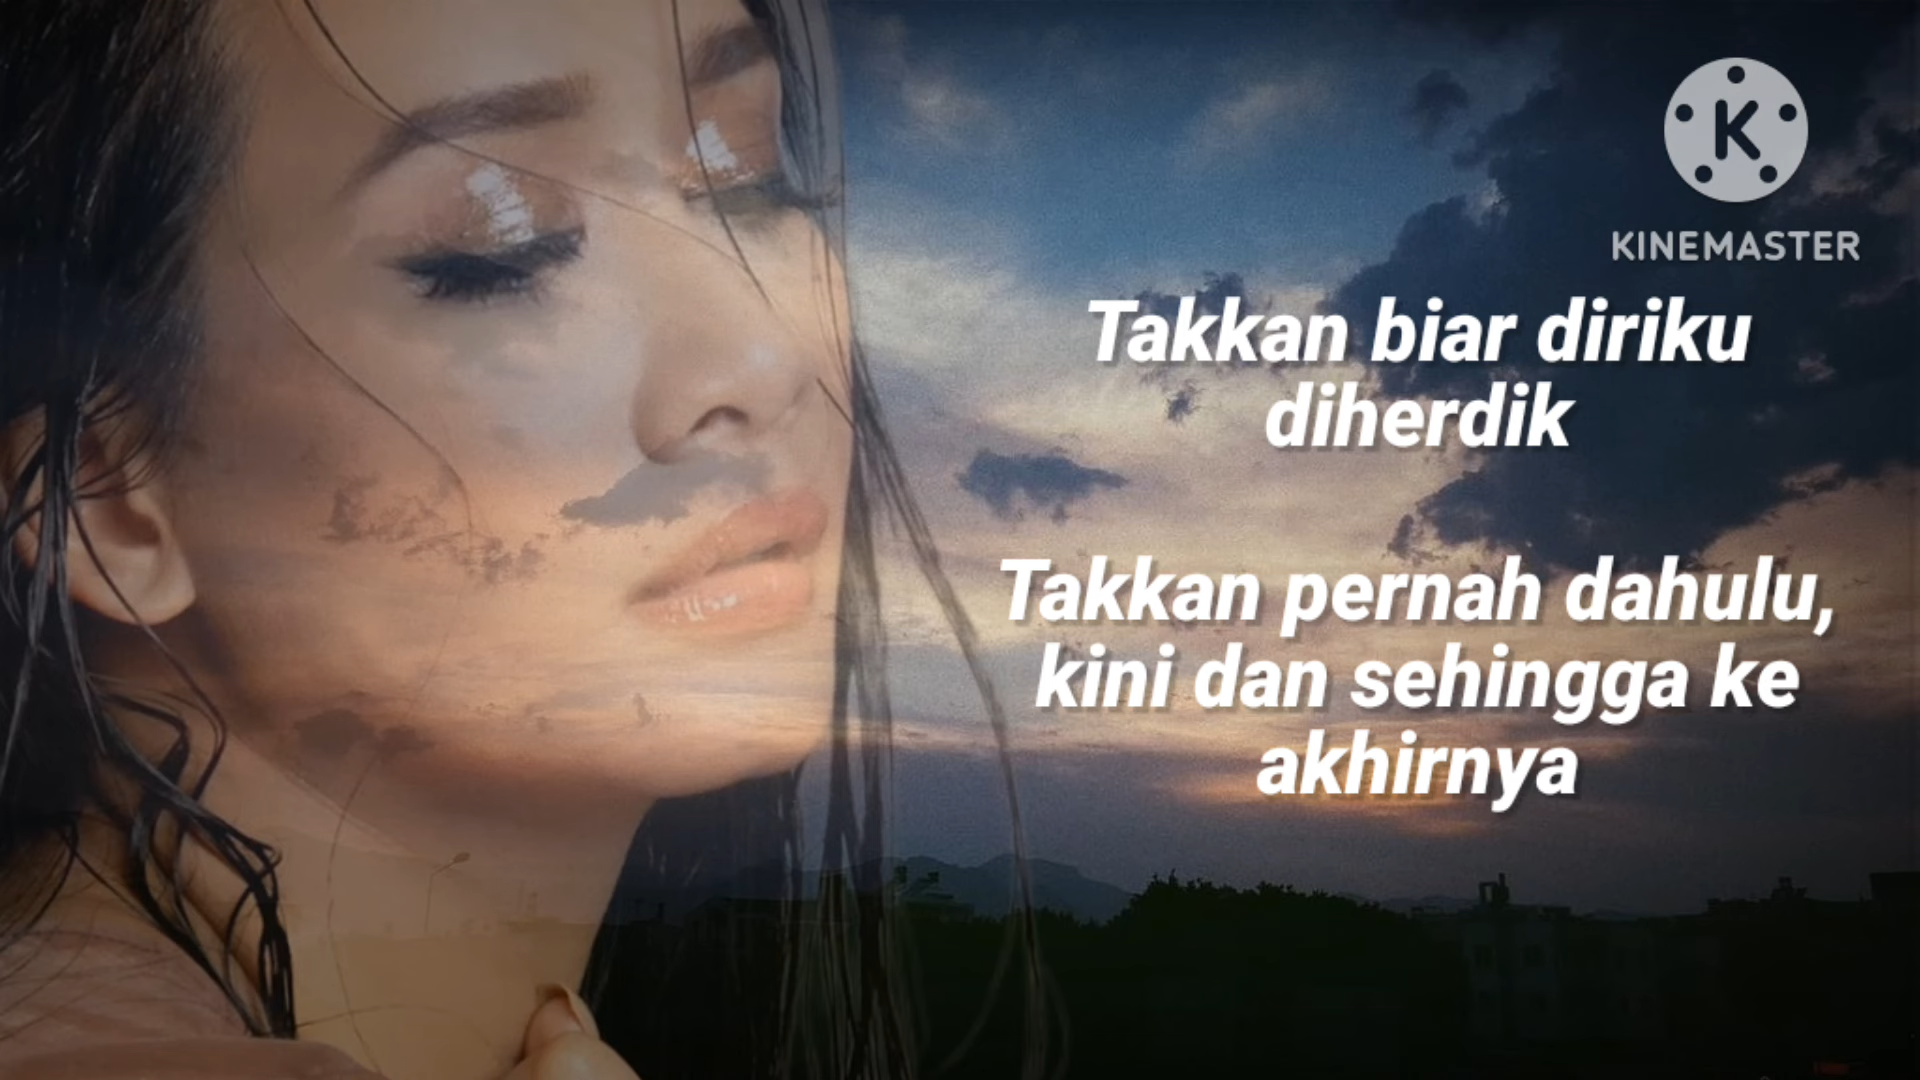 KINEMASTER
Takkan biar diriku
diherdik
Takkan pernah dahulu,
kini dan sehingga ke
akhirnya